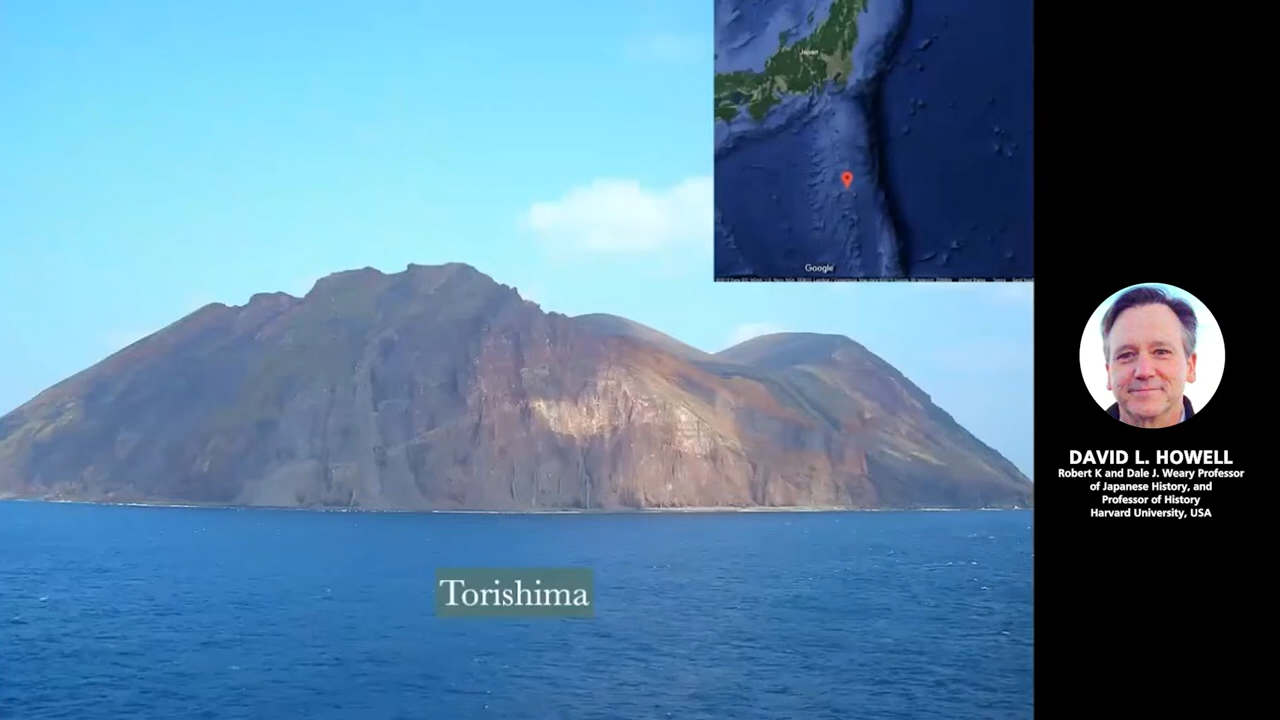 Japan
Google
Torishima
DAVID L. HOWELL
Robert K and Dale J. Weary Professor
of Japanese History, and
Professor of History
Harvard University, USA